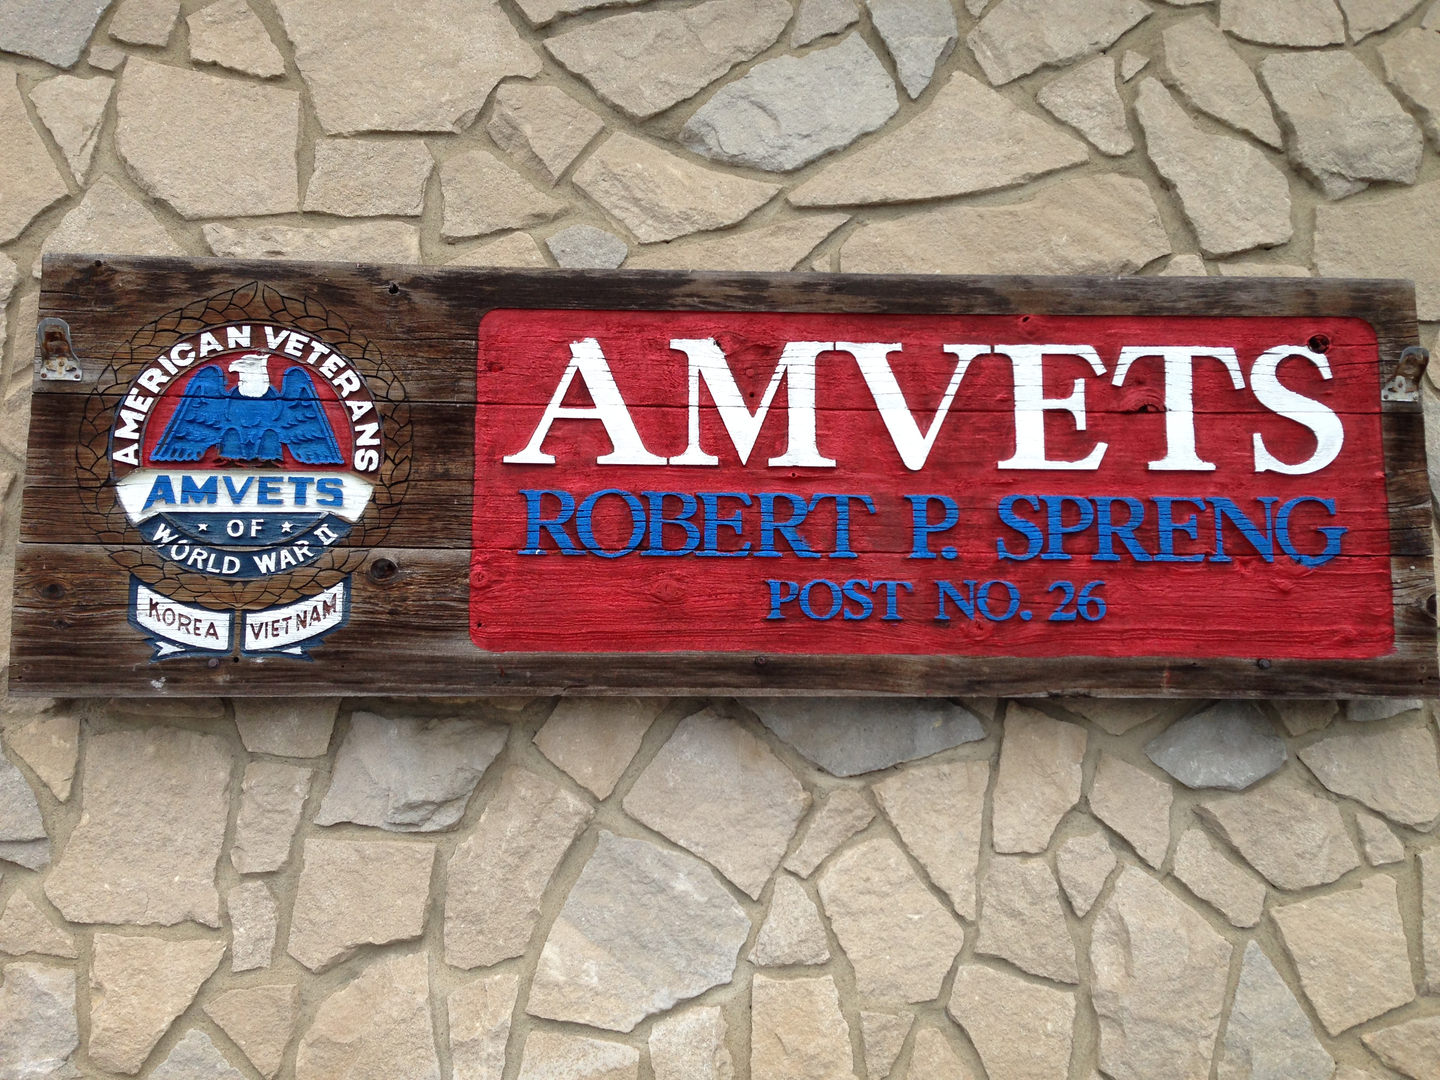 AMERICAN VETERANS
AMVETS
OF
WORLD WAR II
KOREA VIETNAM
AMVETS
ROBERT P. SPRENG
POST NO. 26